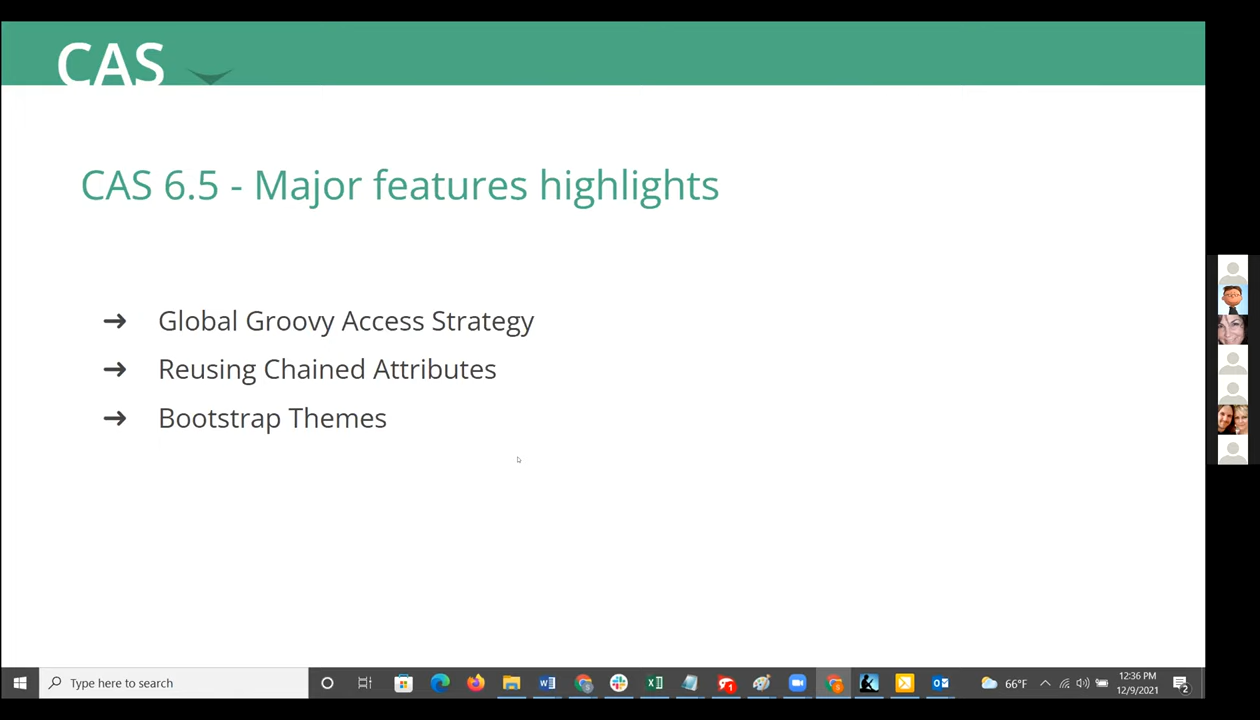 CAS
CAS 6.5 - Major features highlights
➔ Global Groovy Access Strategy
➔ Reusing Chained Attributes
➔ Bootstrap Themes
Type here to search
66°F
12:36 PM
12/9/2021
2